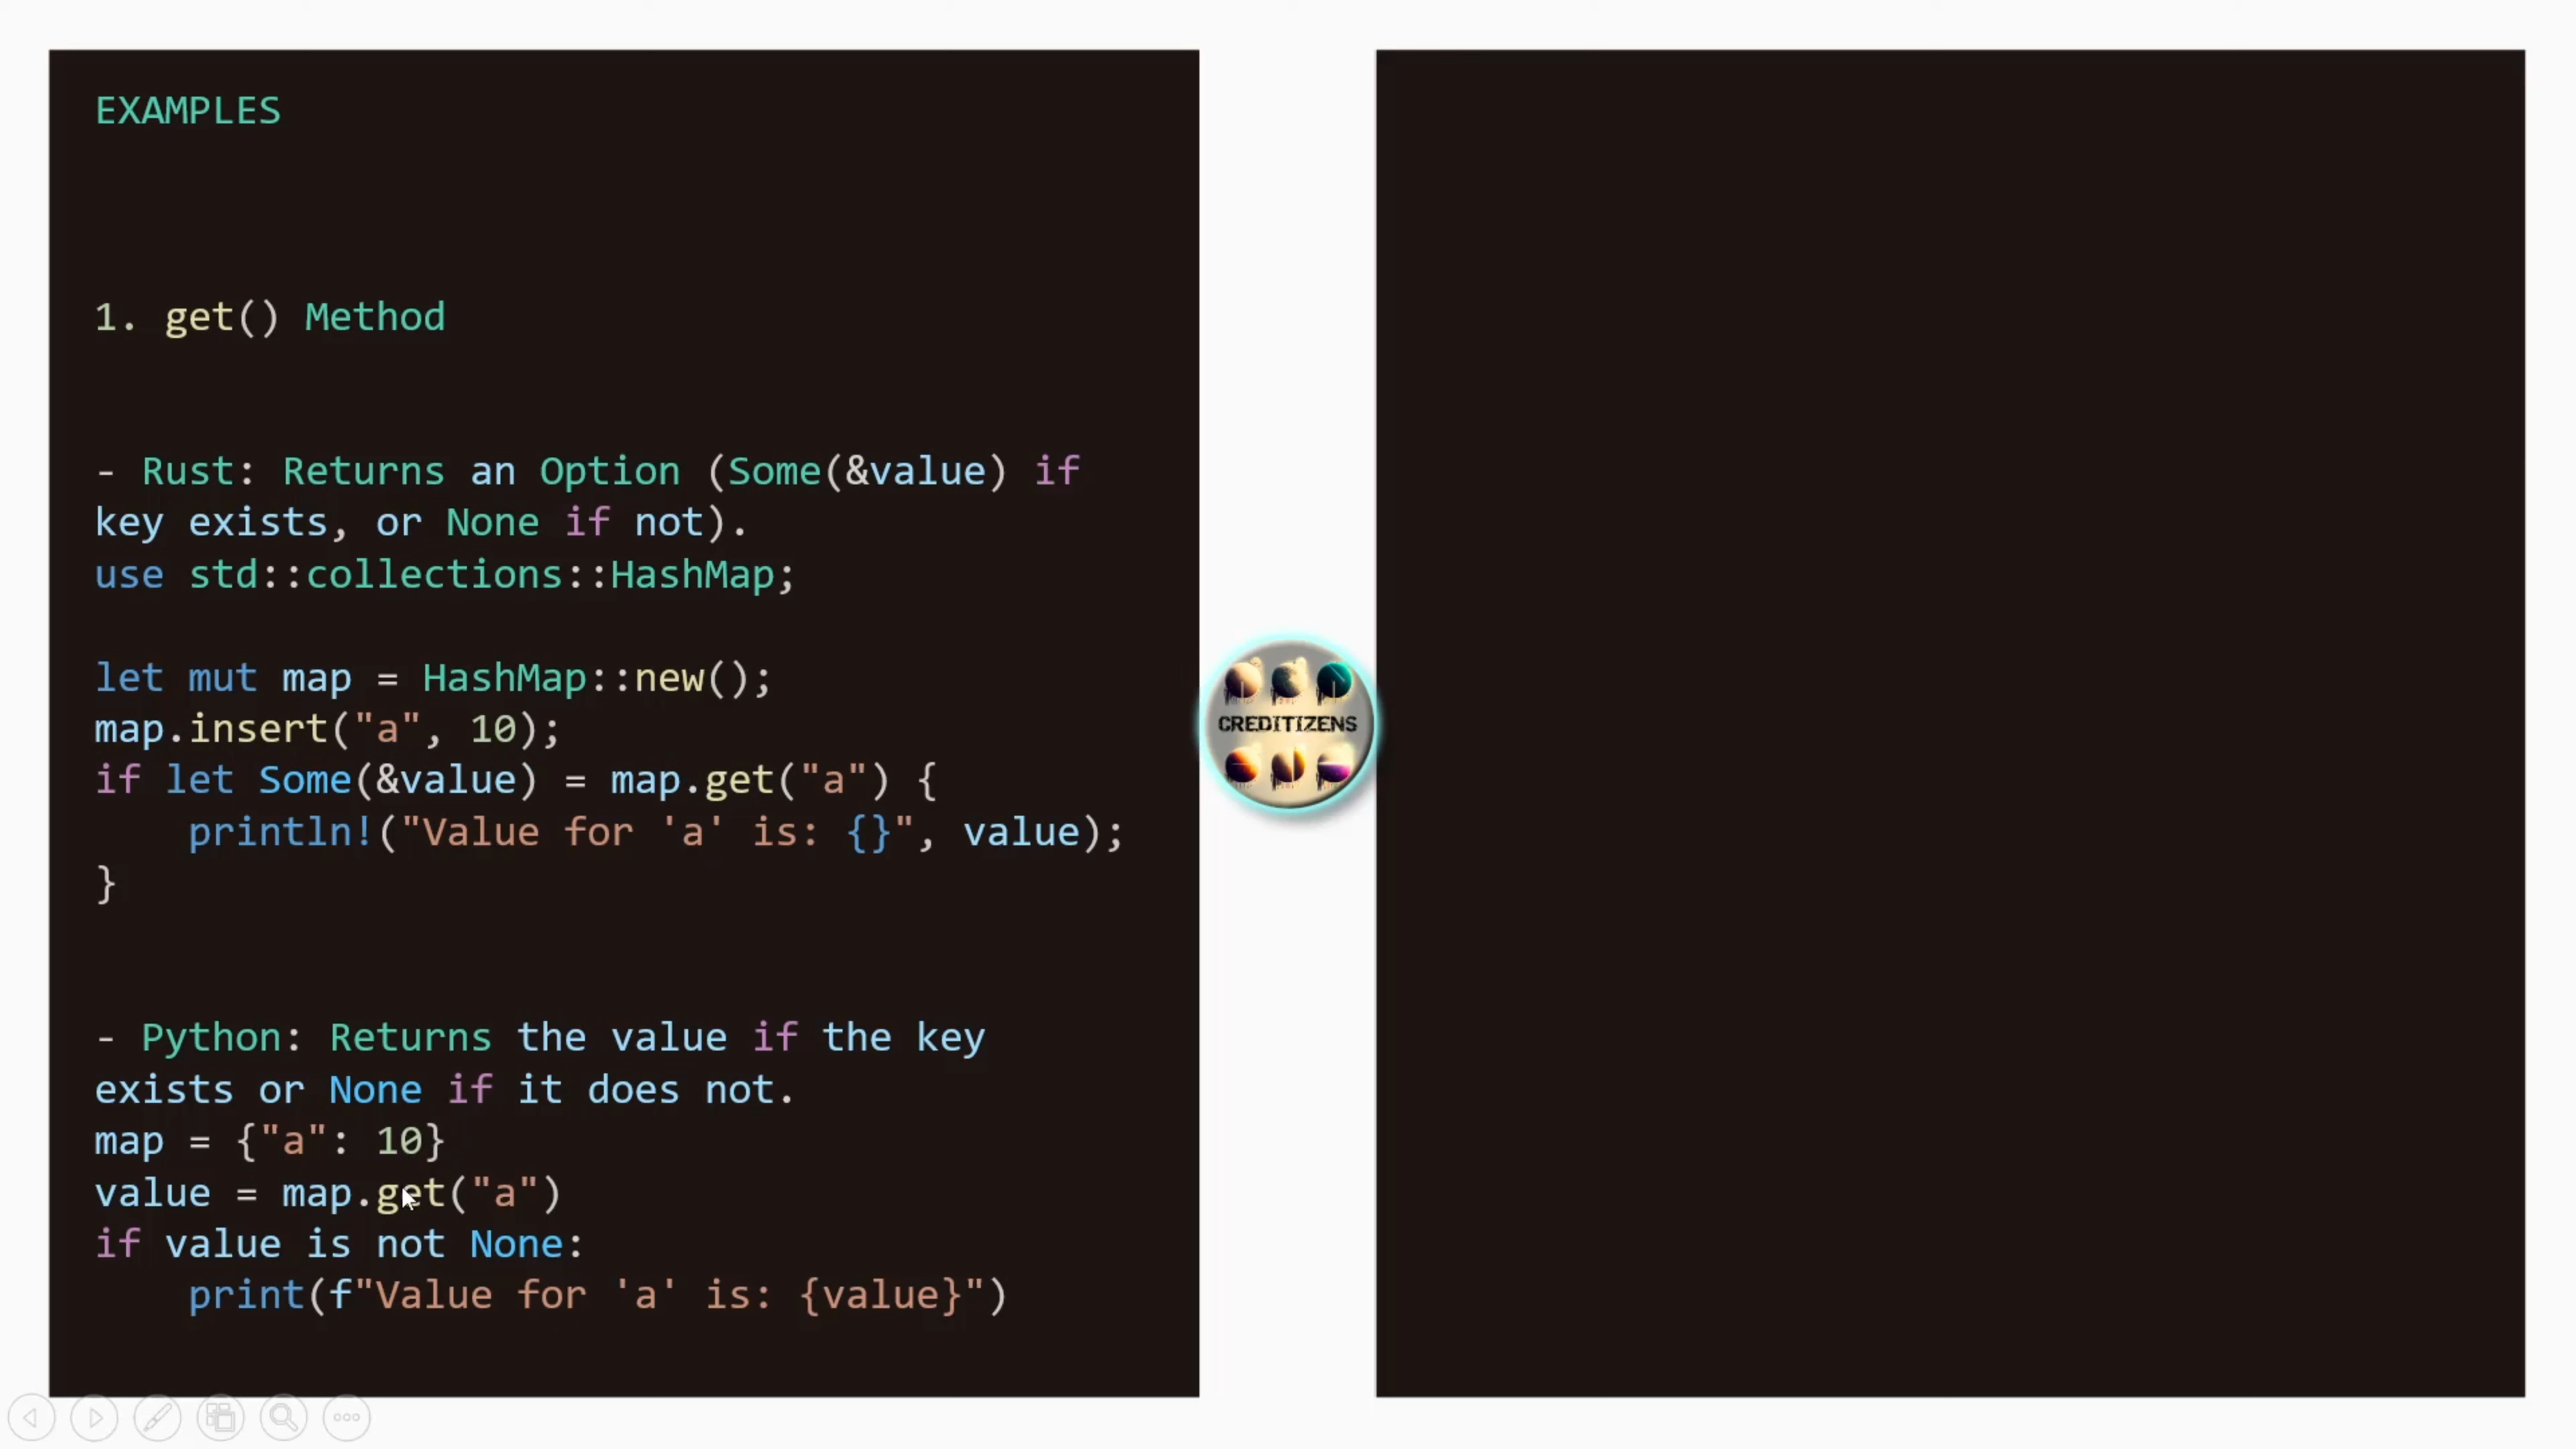 EXAMPLES
1. get() Method
- Rust: Returns an Option (Some(&value) if
key exists, or None if not).
use std::collections::HashMap;
let mut map = HashMap::new();
map.insert("a", 10);
if let Some(&value) = map.get("a") {
    println!("Value for 'a' is: {}", value);
}
- Python: Returns the value if the key
exists or None if it does not.
map = {"a": 10}
value = map.get("a")
if value is not None:
    print(f"Value for 'a' is: {value}")
CREDITIZENS